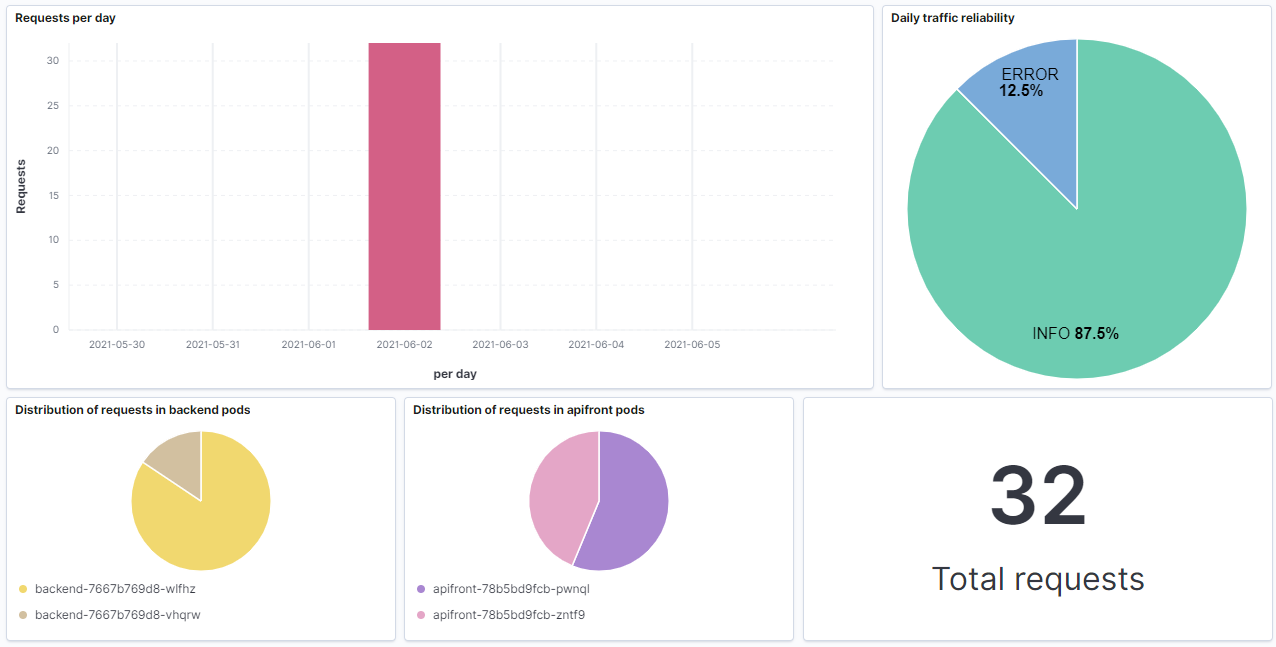 Requests per day
30
25
20
15
10
5
0
Requests
2021-05-30
2021-05-31
2021-06-01
2021-06-02
2021-06-03
2021-06-04
2021-06-05
per day
Daily traffic reliability
ERROR
12.5%
INFO 87.5%
Distribution of requests in backend pods
backend-7667b769d8-wlfhz
backend-7667b769d8-vhqrw
Distribution of requests in apifront pods
apifront-78b5bd9fcb-pwnql
apifront-78b5bd9fcb-zntf9
32
Total requests